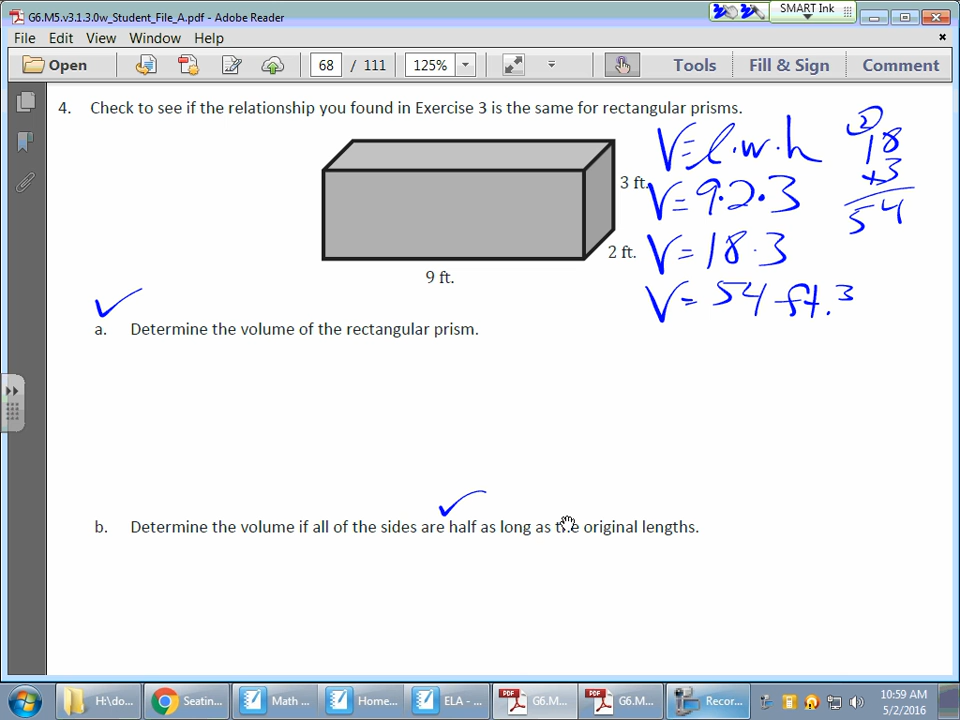 G6.M5.v3.1.3.0w_Student_File_A.pdf - Adobe Reader
SMART Ink
File Edit View Window Help
Open 68 / 111 125% Tools Fill & Sign Comment
4. Check to see if the relationship you found in Exercise 3 is the same for rectangular prisms.
V=l·w·h
2
18
x3
54
3 ft.
V=9·2·3
2 ft.
V=18·3
9 ft.
V=54 ft.3
a. Determine the volume of the rectangular prism.
b. Determine the volume if all of the sides are half as long as the original lengths.
H:\do... Seatin... Math ... Home... ELA - ... G6.M... G6.M... Recor... 10:59 AM
5/2/2016